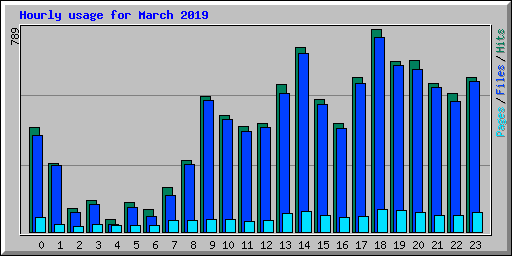 Hourly usage for March 2019
789
Pages/Files/Hits
0 1 2 3 4 5 6 7 8 9 10 11 12 13 14 15 16 17 18 19 20 21 22 23